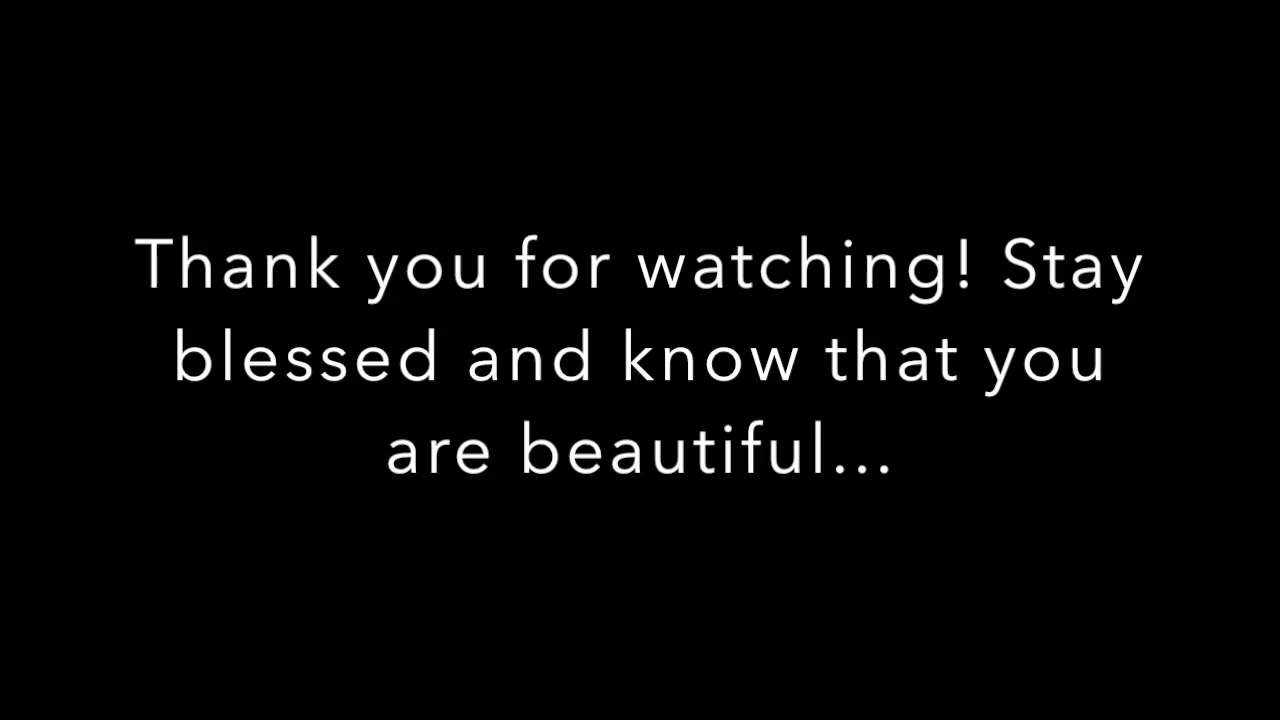 Thank you for watching! Stay
blessed and know that you
are beautiful...